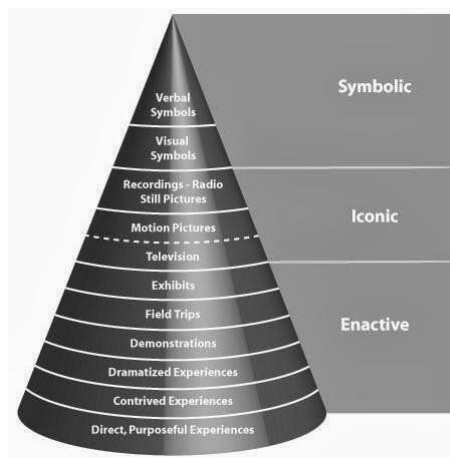 Verbal
Symbols
Visual
Symbols
Recordings - Radio
Still Pictures
Motion Pictures
Television
Exhibits
Field Trips
Demonstrations
Dramatized Experiences
Contrived Experiences
Direct, Purposeful Experiences
Symbolic
Iconic
Enactive